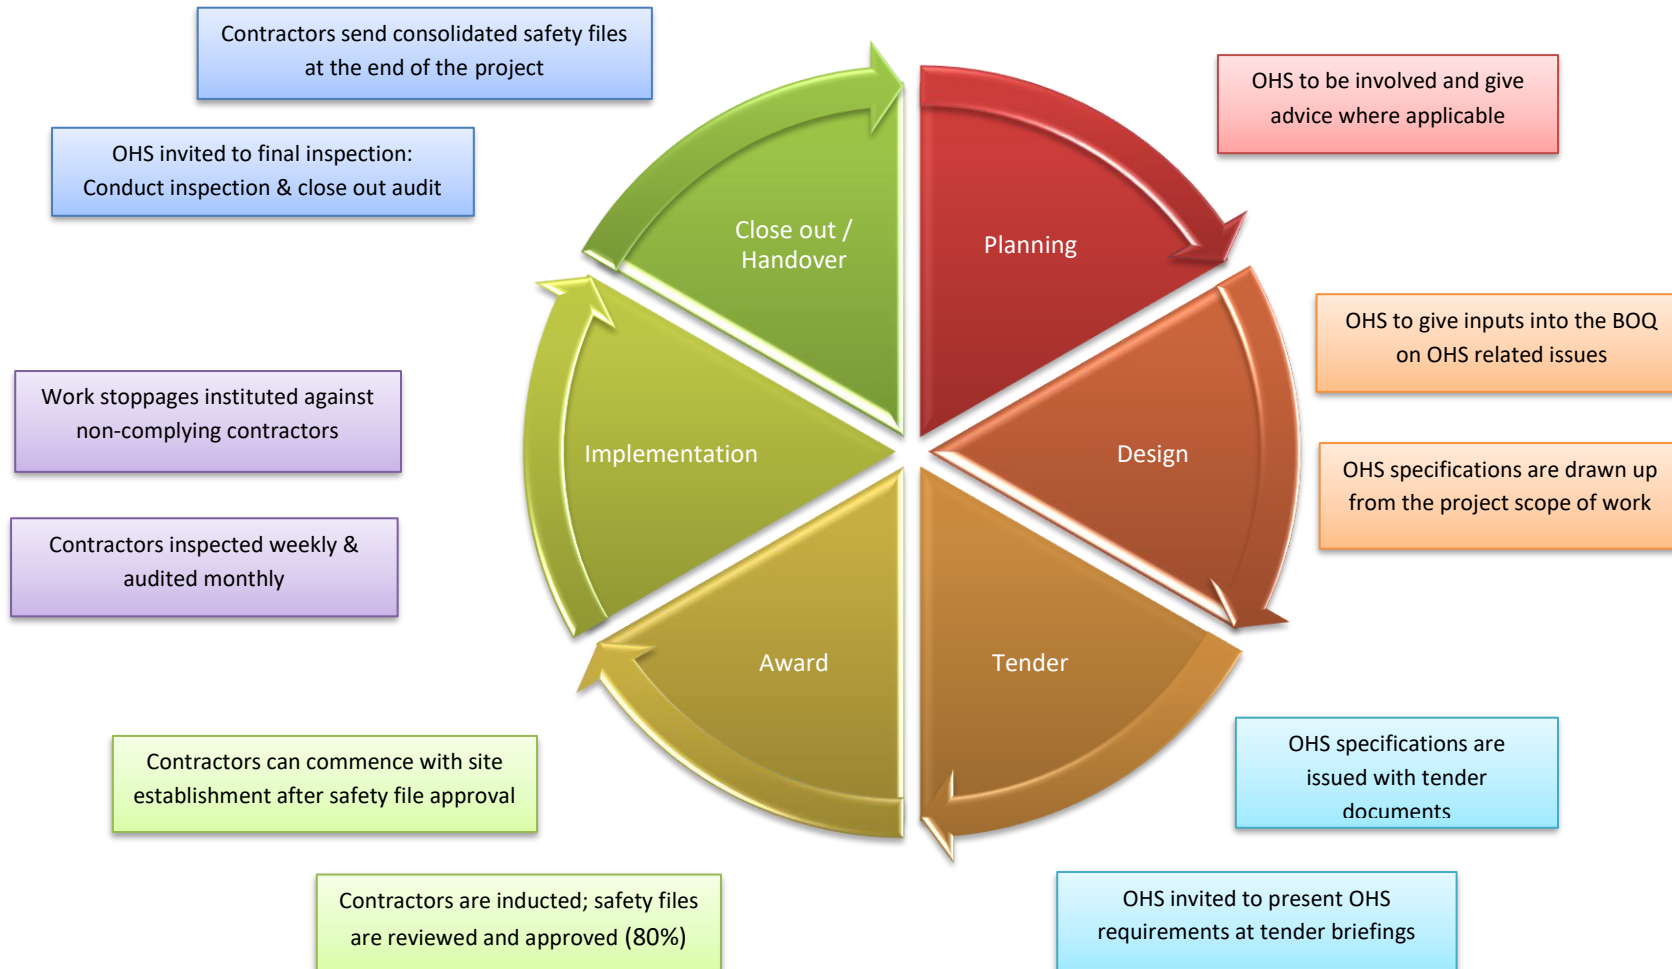 Contractors send consolidated safety files
at the end of the project
OHS to be involved and give
advice where applicable
OHS invited to final inspection:
Conduct inspection & close out audit
Close out /
Handover
Planning
OHS to give inputs into the BOQ
on OHS related issues
Work stoppages instituted against
non-complying contractors
Implementation
Design
OHS specifications are drawn up
from the project scope of work
Contractors inspected weekly &
audited monthly
Award
Tender
Contractors can commence with site
establishment after safety file approval
OHS specifications are
issued with tender
documents
Contractors are inducted; safety files
are reviewed and approved (80%)
OHS invited to present OHS
requirements at tender briefings